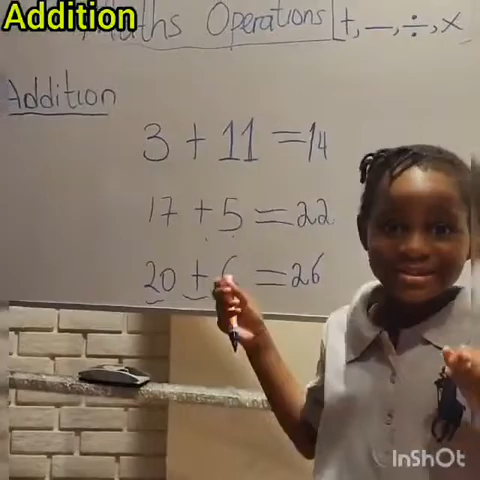 Addition
Maths Operations [+, –, ÷, ×
Addition
3 + 11 = 14
17 + 5 = 22
20 + 6 = 26
InShOt